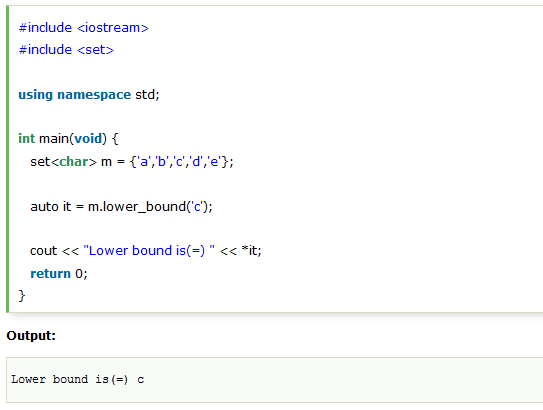 #include <iostream>
#include <set>
using namespace std;
int main(void) {
set<char> m = {'a','b','c','d','e'};
auto it = m.lower_bound('c');
cout << "Lower bound is(=) " << *it;
return 0;
}
Output:
Lower bound is(=) c